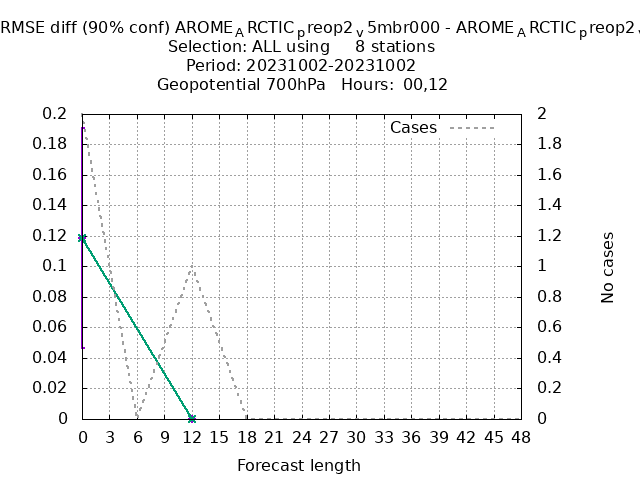 RMSE diff (90% conf) AROME_ARCTIC_preop2_v5mbr000 - AROME_ARCTIC_preop2
Selection: ALL using 8 stations
Period: 20231002-20231002
Geopotential 700hPa Hours: 00,12
Cases
0.2
0.18
0.16
0.14
0.12
0.1
0.08
0.06
0.04
0.02
0
2
1.8
1.6
1.4
1.2
1
0.8
0.6
0.4
0.2
0
No cases
0 3 6 9 12 15 18 21 24 27 30 33 36 39 42 45 48
Forecast length